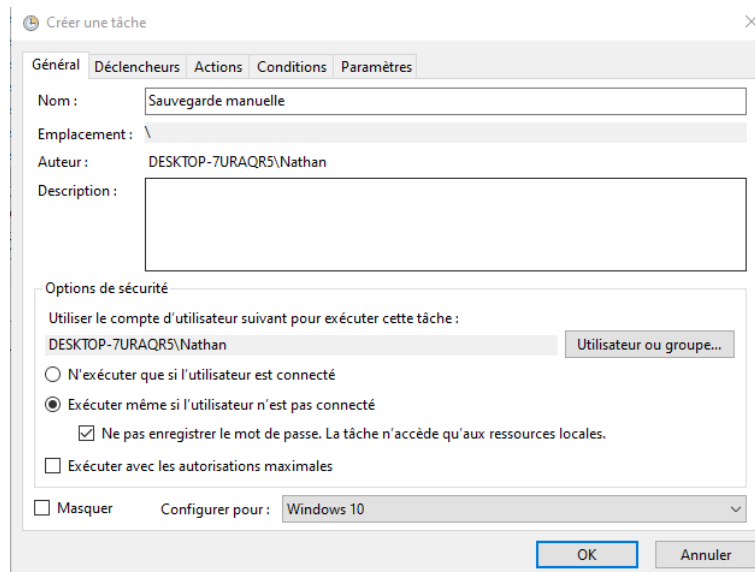 Créer une tâche
Général Déclencheurs Actions Conditions Paramètres
Nom : Sauvegarde manuelle
Emplacement : \
Auteur : DESKTOP-7URAQR5\Nathan
Description :
Options de sécurité
Utiliser le compte d'utilisateur suivant pour exécuter cette tâche :
DESKTOP-7URAQR5\Nathan Utilisateur ou groupe...
N'exécuter que si l'utilisateur est connecté
Exécuter même si l'utilisateur n'est pas connecté
Ne pas enregistrer le mot de passe. La tâche n'accède qu'aux ressources locales.
Exécuter avec les autorisations maximales
Masquer Configurer pour : Windows 10
OK Annuler